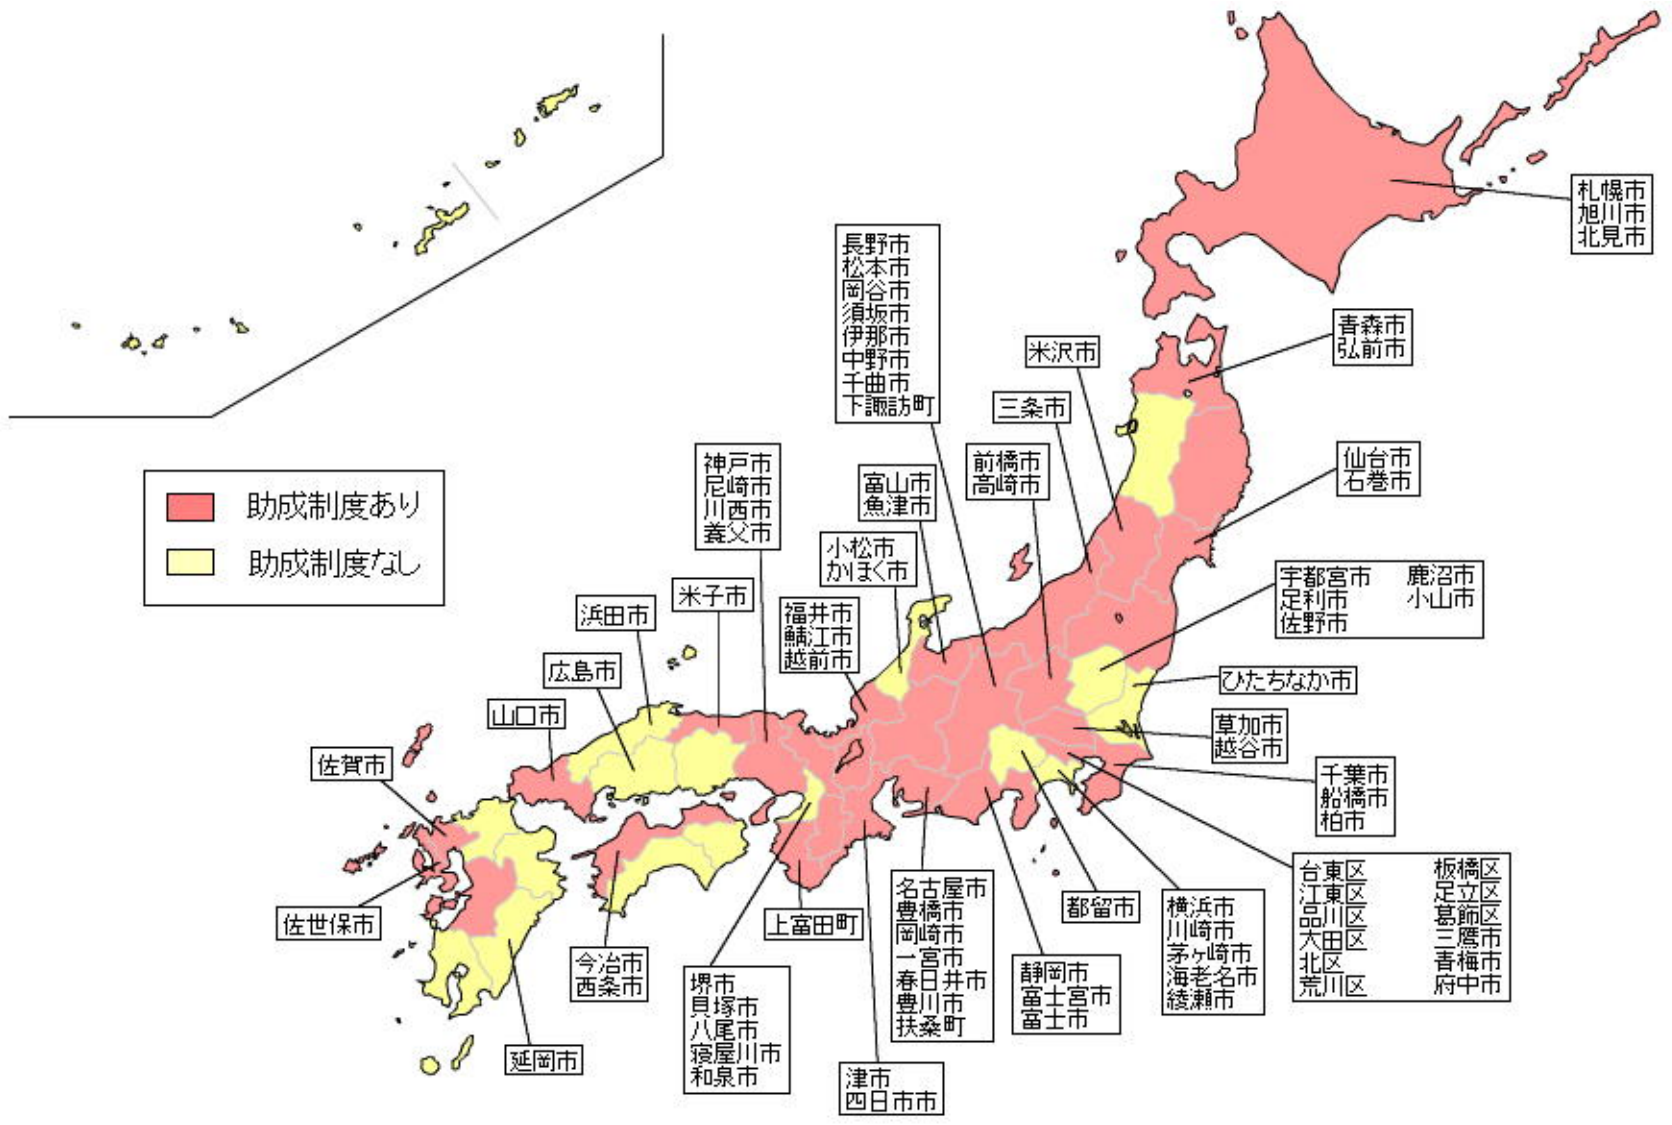 札幌市
旭川市
北見市
青森市
弘前市
長野市
松本市
岡谷市
須坂市
伊那市
中野市
千曲市
下諏訪町
米沢市
三条市
仙台市
石巻市
前橋市
高崎市
富山市
魚津市
神戸市
尼崎市
川西市
養父市
助成制度あり
助成制度なし
小松市
かほく市
宇都宮市 鹿沼市
足利市 小山市
佐野市
米子市
浜田市
福井市
鯖江市
越前市
広島市
ひたちなか市
山口市
草加市
越谷市
佐賀市
千葉市
船橋市
柏市
台東区 板橋区
江東区 足立区
品川区 葛飾区
大田区 三鷹市
北区 青梅市
荒川区 府中市
佐世保市
今治市
西条市
上富田町
名古屋市
豊橋市
岡崎市
一宮市
春日井市
豊川市
扶桑町
都留市
横浜市
川崎市
茅ヶ崎市
海老名市
綾瀬市
静岡市
富士宮市
富士市
堺市
貝塚市
八尾市
寝屋川市
和泉市
延岡市
津市
四日市市